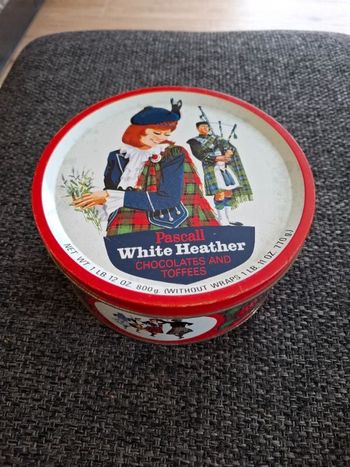 Pascall
White Heather
CHOCOLATES AND
TOFFEES
NET WT. 1 LB 12 OZ. 800g. (WITHOUT WRAPS 1 LB. 11 OZ. 770g)